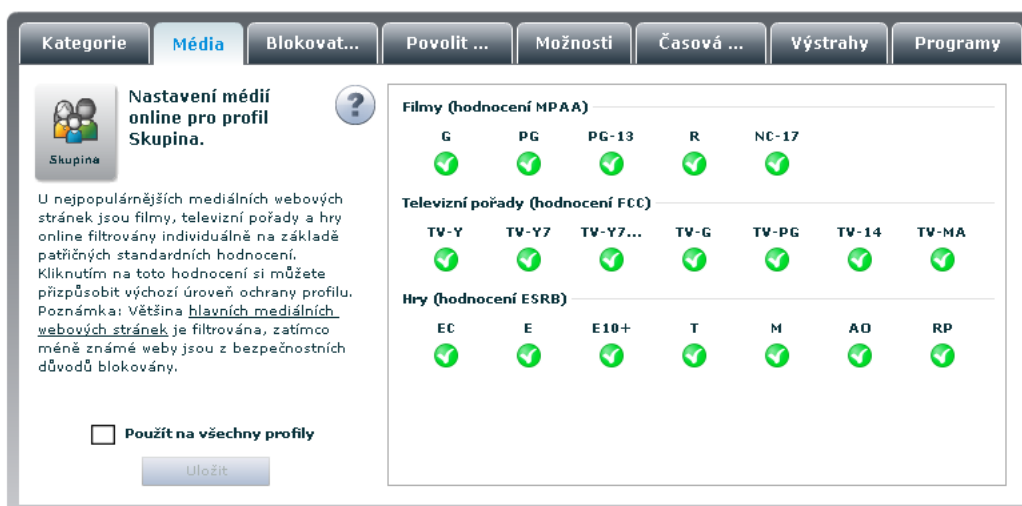 Kategorie Média Blokovat... Povolit ... Možnosti Časová ... Výstrahy Programy
Nastavení médií
online pro profil
Skupina.
?
Skupina
U nejpopulárnějších mediálních webových
stránek jsou filmy, televizní pořady a hry
online filtrovány individuálně na základě
patřičných standardních hodnocení.
Kliknutím na toto hodnocení si můžete
přizpůsobit výchozí úroveň ochrany profilu.
Poznámka: Většina hlavních mediálních
webových stránek je filtrována, zatímco
méně známé weby jsou z bezpečnostních
důvodů blokovány.
Použít na všechny profily
Uložit
Filmy (hodnocení MPAA)
G PG PG-13 R NC-17
Televizní pořady (hodnocení FCC)
TV-Y TV-Y7 TV-Y7... TV-G TV-PG TV-14 TV-MA
Hry (hodnocení ESRB)
EC E E10+ T M AO RP